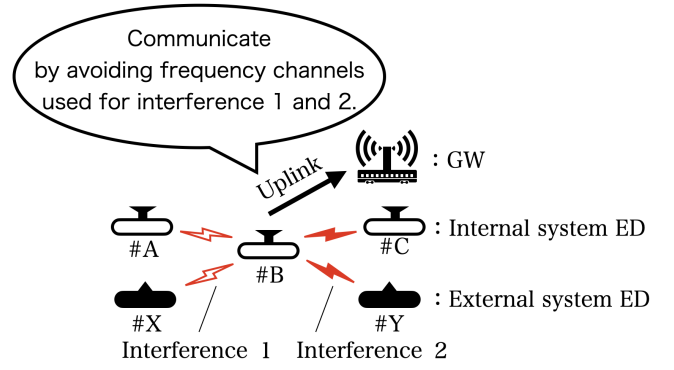 Communicate
by avoiding frequency channels
used for interference 1 and 2.
Uplink
: GW
#A
#B
#C
: Internal system ED
#X
#Y
: External system ED
Interference 1
Interference 2